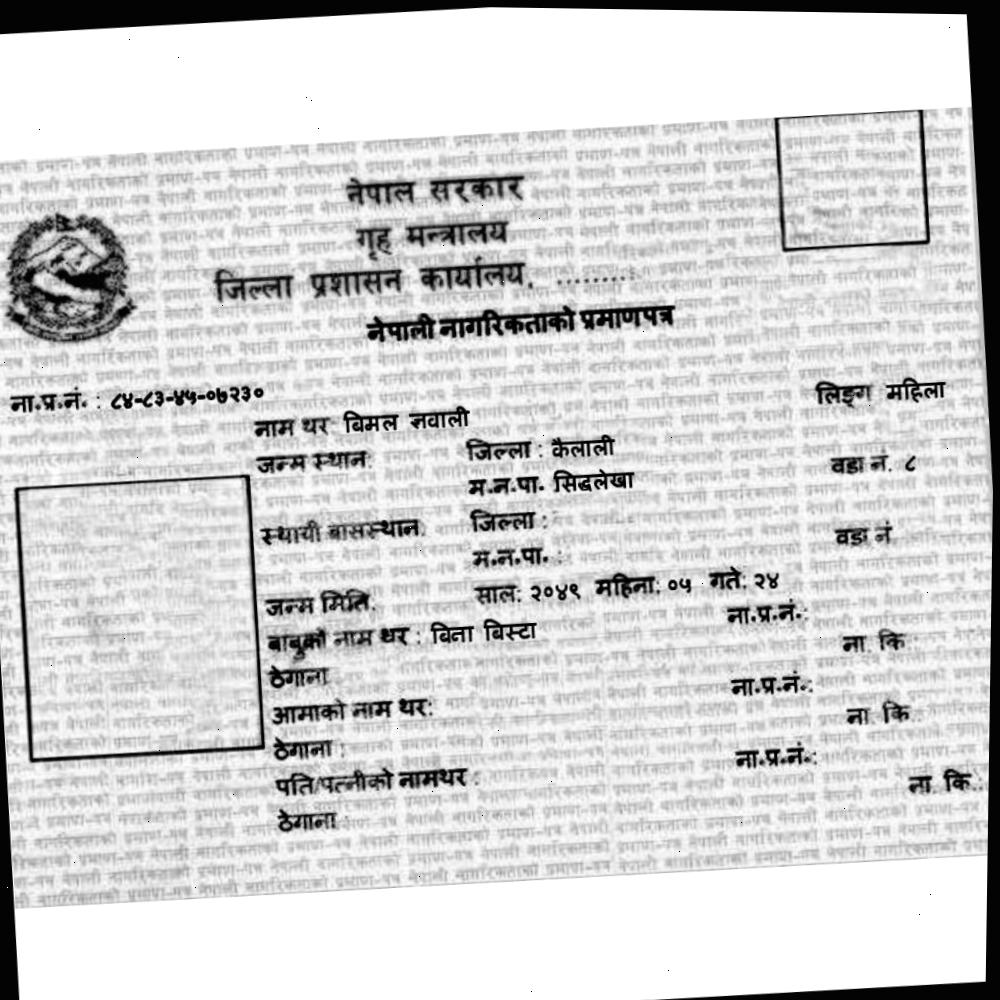 नेपाल सरकार
गृह मन्त्रालय
जिल्ला प्रशासन कार्यालय, .........
नेपाली नागरिकताको प्रमाणपत्र
ना.प्र.नं. : ८४-८३-४५-०७२३० लिङ्ग महिला
नाम थर: बिमल ज्ञवाली
जन्म स्थान: जिल्ला : कैलाली
म.न.पा. सिद्धलेखा वडा नं. ८
स्थायी बासस्थान: जिल्ला :
म.न.पा. : वडा नं
जन्म मिति: साल: २०४९ महिना: ०५ गते: २४
बाबुको नाम थर : बिना बिस्टा ना.प्र.नं.:
ठेगाना ना. कि.
आमाको नाम थर: ना.प्र.नं.:
ठेगाना : ना. कि.:
पति/पत्नीको नामथर : ना.प्र.नं.:
ठेगाना : ना. कि.: